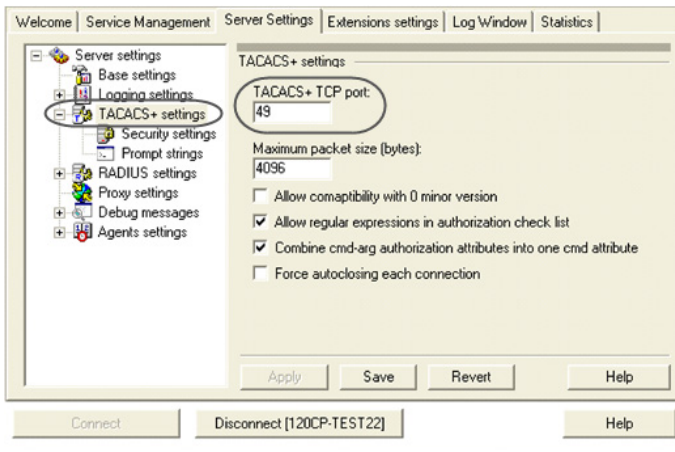 Welcome Service Management Server Settings Extensions settings Log Window Statistics
Server settings
Base settings
Logging settings
TACACS+ settings
Security settings
Prompt strings
RADIUS settings
Proxy settings
Debug messages
Agents settings
TACACS+ settings
TACACS+ TCP port:
49
Maximum packet size (bytes):
4096
Allow comaptibility with 0 minor version
Allow regular expressions in authorization check list
Combine cmd-arg authorization attributes into one cmd attribute
Force autoclosing each connection
Apply Save Revert Help
Connect Disconnect [120CP-TEST22] Help